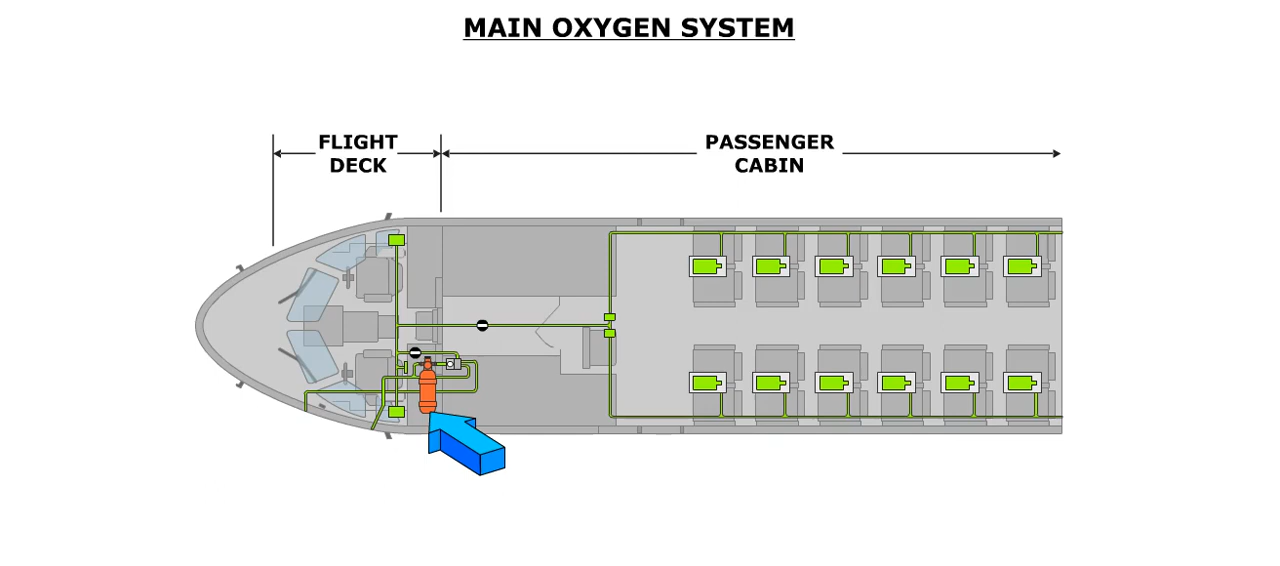 MAIN OXYGEN SYSTEM
FLIGHT
DECK
PASSENGER
CABIN